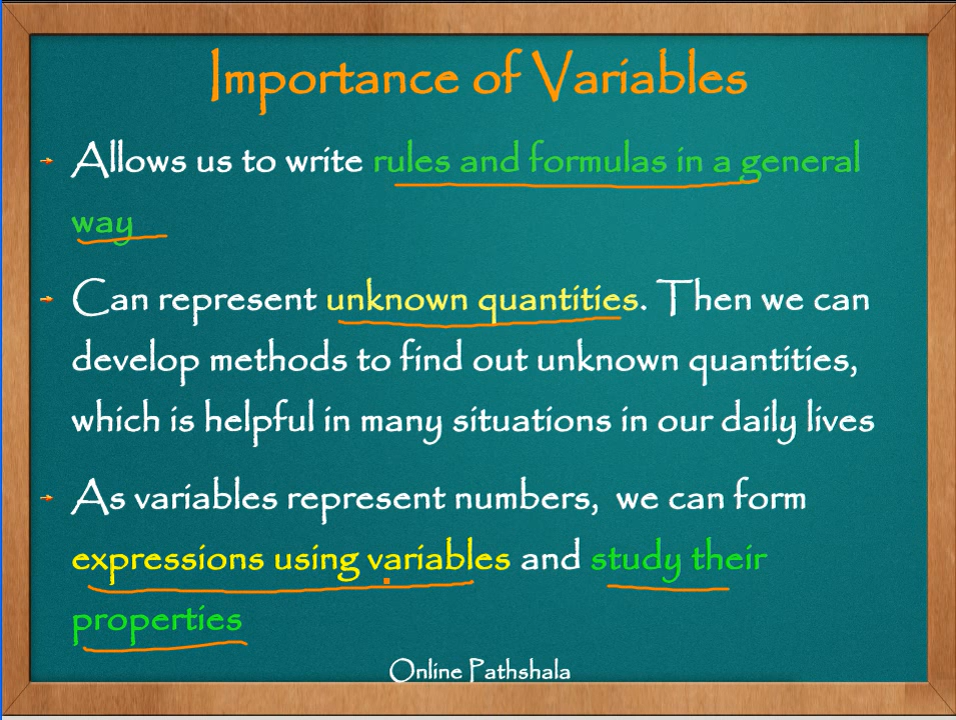 Importance of Variables
Allows us to write rules and formulas in a general
way
Can represent unknown quantities. Then we can
develop methods to find out unknown quantities,
which is helpful in many situations in our daily lives
As variables represent numbers, we can form
expressions using variables and study their
properties
Online Pathshala